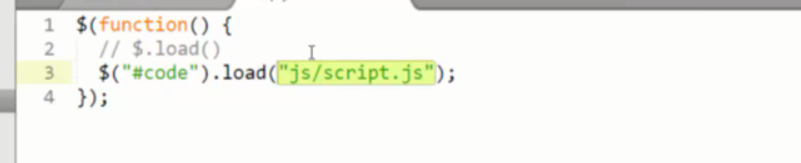 1 $(function() {
2 // $.load()
3 $("#code").load("js/script.js");
4 });